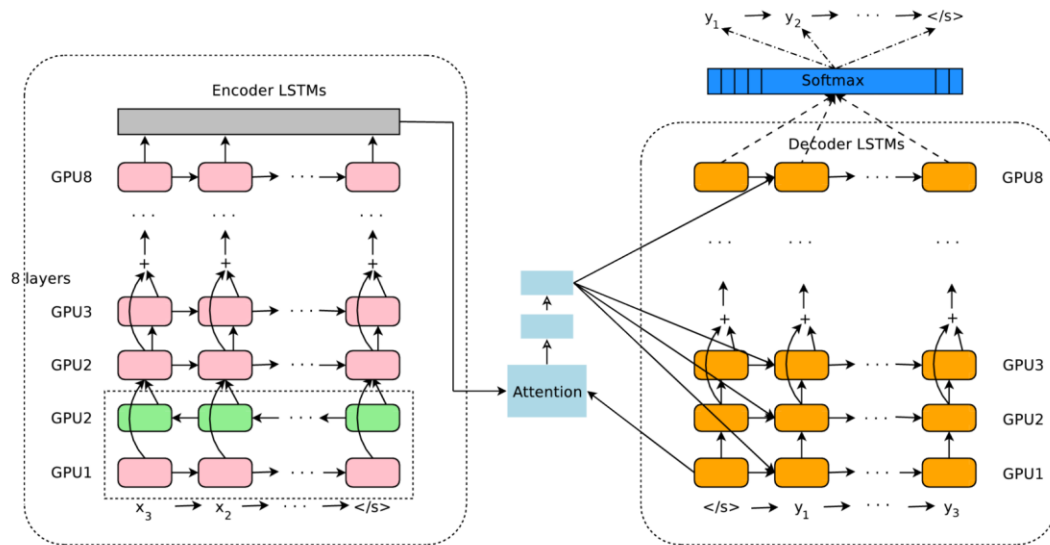 y1 y2 · · · </s>
Softmax
Encoder LSTMs
Decoder LSTMs
GPU8
GPU8
· · ·
· · ·
· · ·
· · ·
· · ·
· · ·
+ + +
8 layers
GPU3
· · ·
GPU2
· · ·
GPU2
· · ·
GPU1
· · ·
x3 x2 · · · </s>
Attention
+ + +
· · ·
GPU3
· · ·
GPU2
· · ·
GPU1
</s> y1 · · · y3